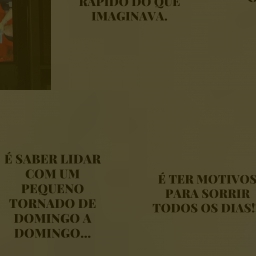 RÁPIDO DO QUE
IMAGINAVA.
É SABER LIDAR
COM UM
PEQUENO
TORNADO DE
DOMINGO A
DOMINGO...
É TER MOTIVOS
PARA SORRIR
TODOS OS DIAS!